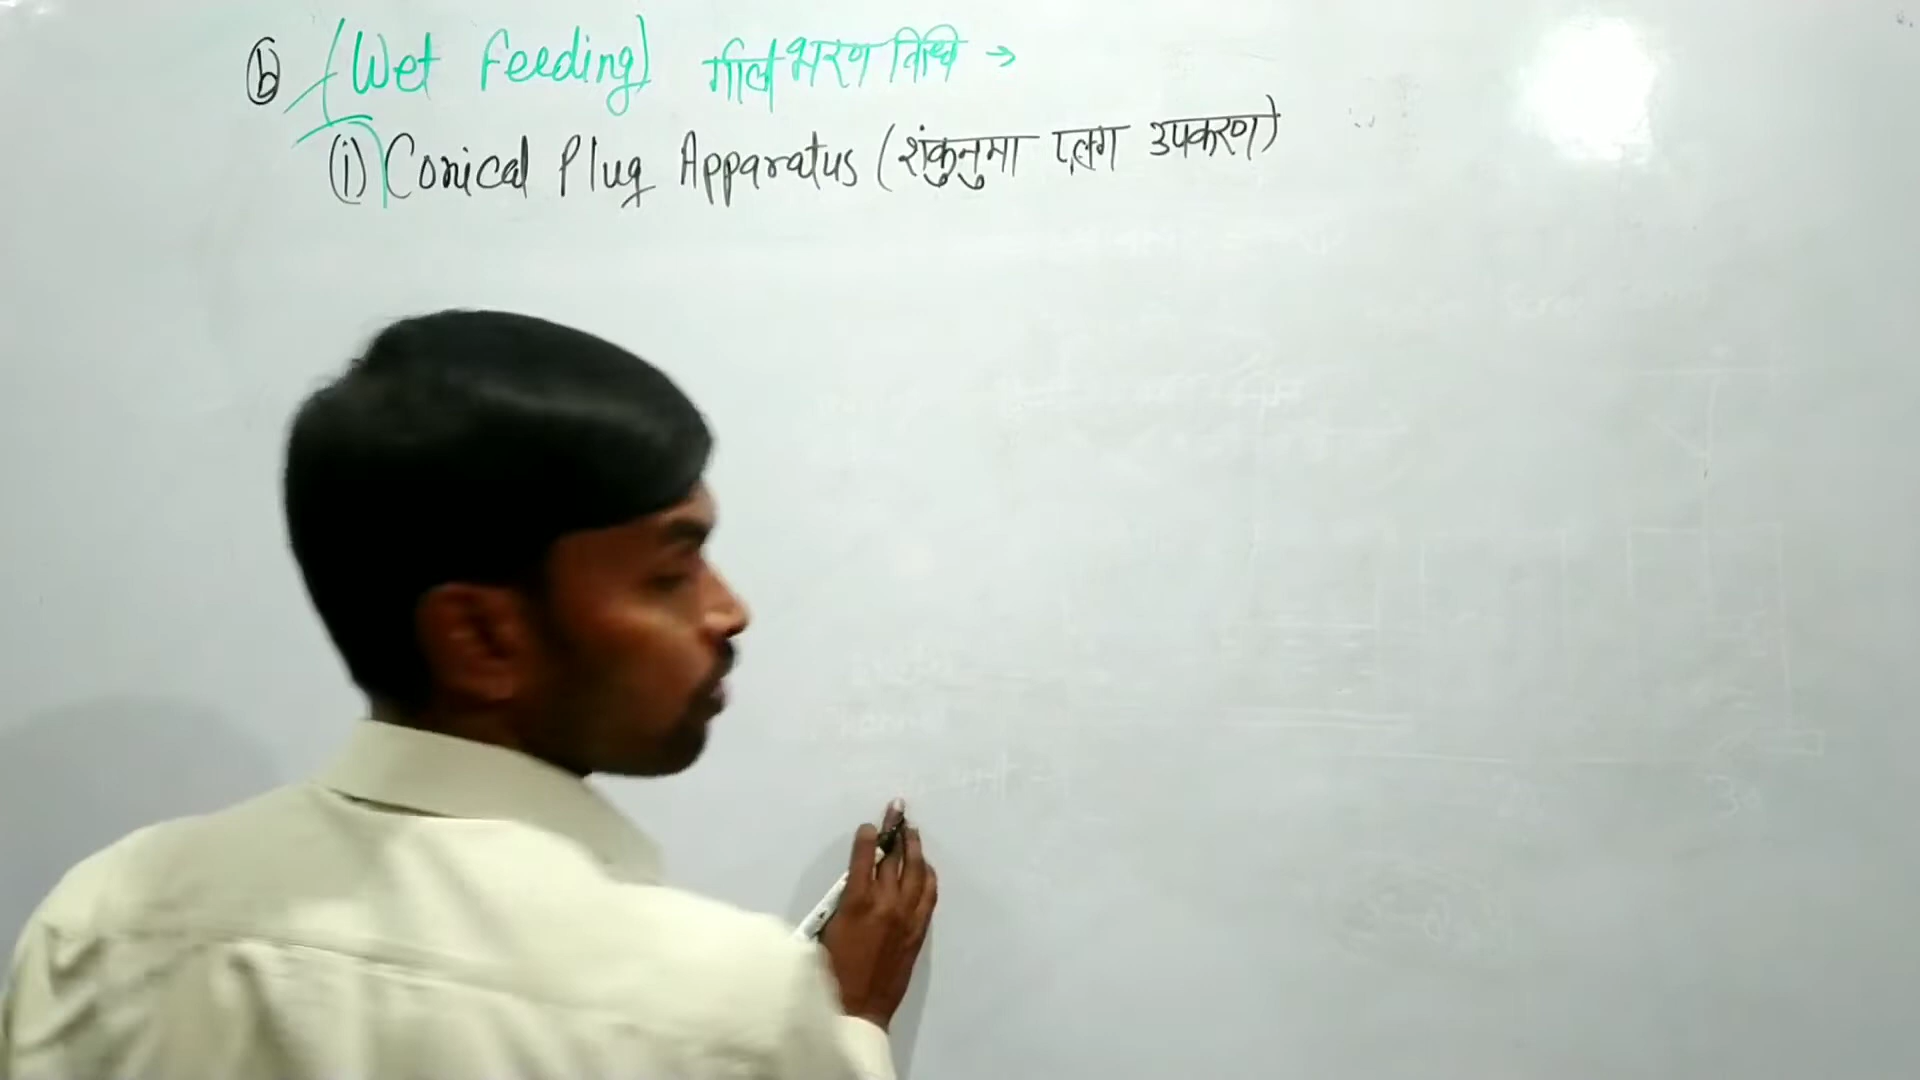 (b) (Wet Feeding) गीली भरण विधि →
(i) Conical Plug Apparatus (शंकुनुमा प्लग उपकरण)